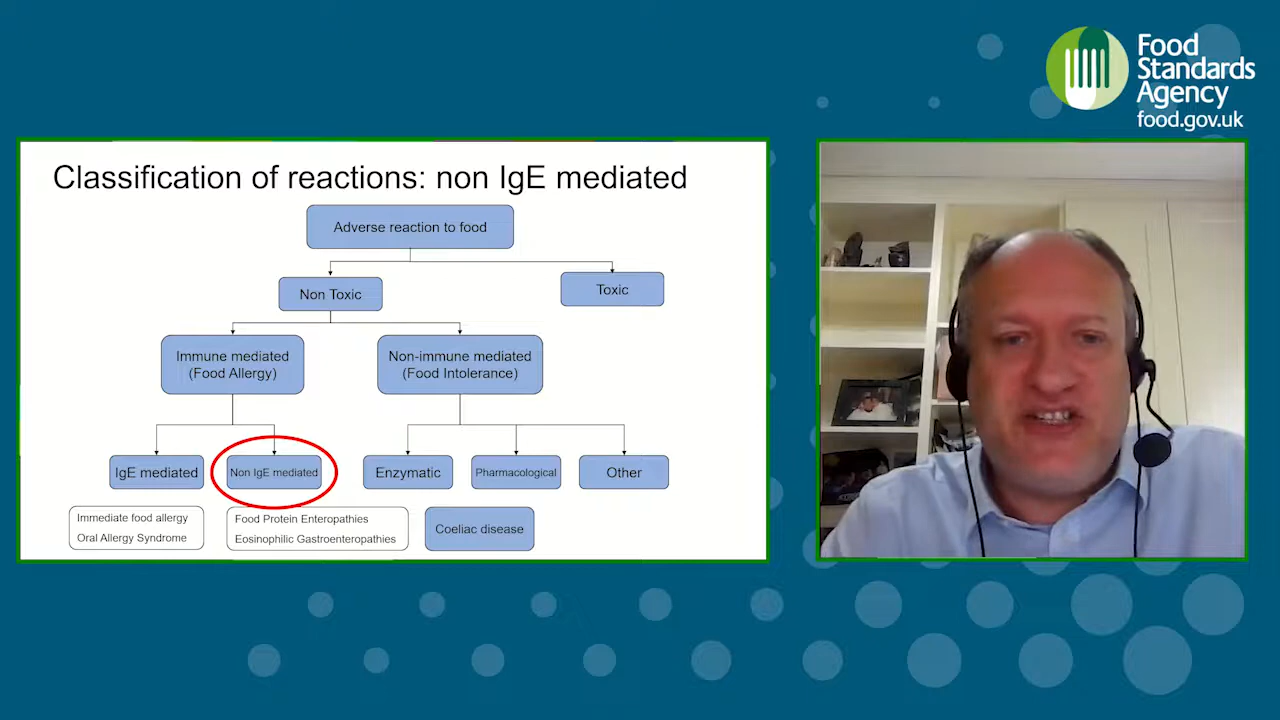 Food
Standards
Agency
food.gov.uk
Classification of reactions: non IgE mediated
Adverse reaction to food
Non Toxic
Toxic
Immune mediated
(Food Allergy)
Non-immune mediated
(Food Intolerance)
IgE mediated
Non IgE mediated
Enzymatic
Pharmacological
Other
Immediate food allergy
Oral Allergy Syndrome
Food Protein Enteropathies
Eosinophilic Gastroenteropathies
Coeliac disease